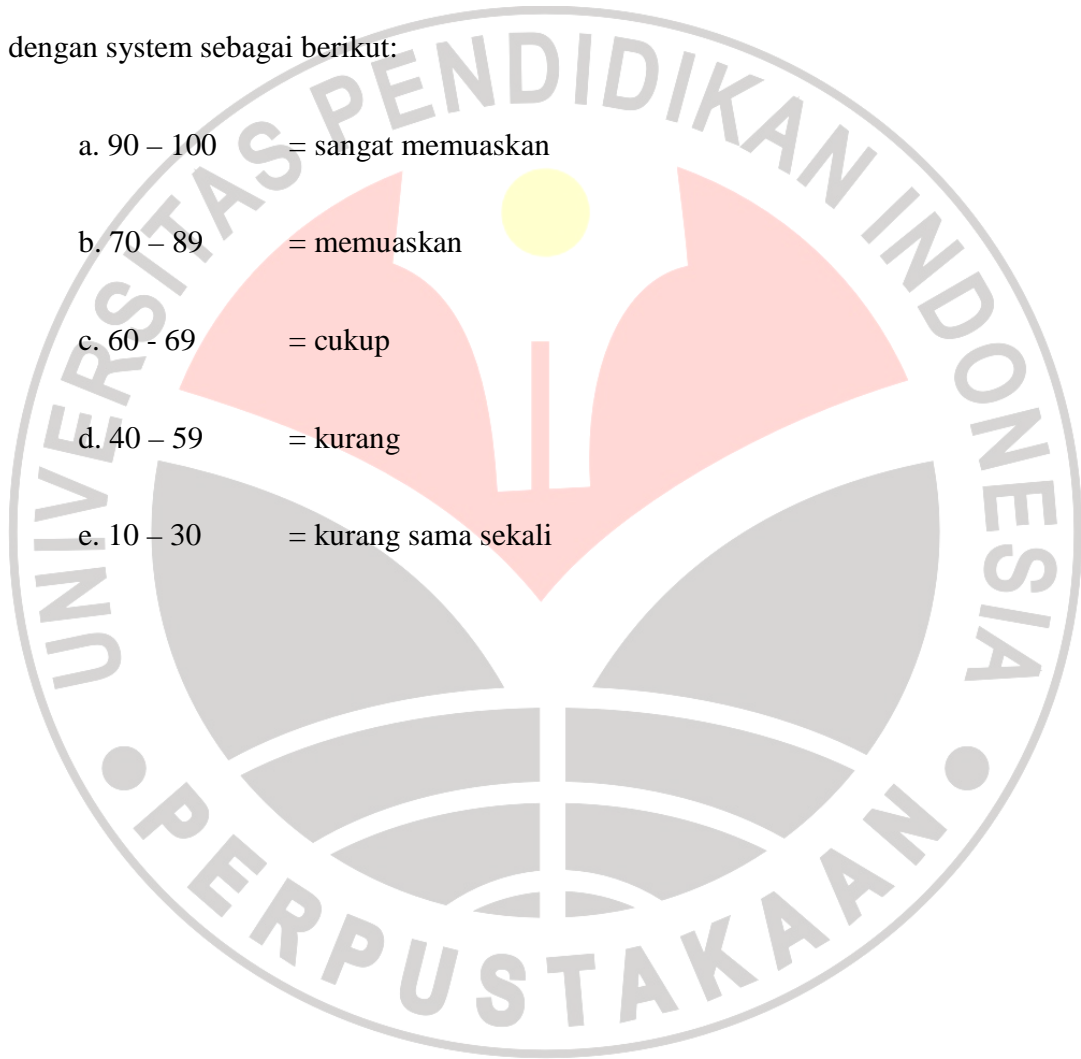 dengan system sebagai berikut:
a. 90 – 100 = sangat memuaskan
b. 70 – 89 = memuaskan
c. 60 - 69 = cukup
d. 40 – 59 = kurang
e. 10 – 30 = kurang sama sekali
UNIVERSITAS PENDIDIKAN INDONESIA
PERPUSTAKAAN